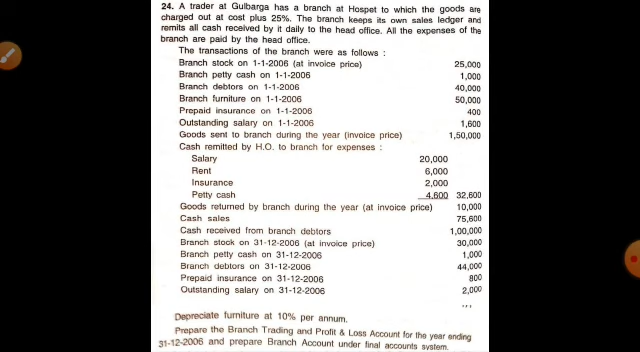 24. A trader at Gulbarga has a branch at Hospet to which the goods are
charged out at cost plus 25%. The branch keeps its own sales ledger and
remits all cash received by it daily to the head office. All the expenses of the
branch are paid by the head office.
The transactions of the branch were as follows :
Branch stock on 1-1-2006 (at invoice price) 25,000
Branch petty cash on 1-1-2006 1,000
Branch debtors on 1-1-2006 40,000
Branch furniture on 1-1-2006 50,000
Prepaid insurance on 1-1-2006 400
Outstanding salary on 1-1-2006 1,600
Goods sent to branch during the year (invoice price) 1,50,000
Cash remitted by H.O. to branch for expenses :
Salary 20,000
Rent 6,000
Insurance 2,000
Petty cash 4,600 32,600
Goods returned by branch during the year (at invoice price) 10,000
Cash sales 75,600
Cash received from branch debtors 1,00,000
Branch stock on 31-12-2006 (at invoice price) 30,000
Branch petty cash on 31-12-2006 1,000
Branch debtors on 31-12-2006 44,000
Prepaid insurance on 31-12-2006 800
Outstanding salary on 31-12-2006 2,000
Depreciate furniture at 10% per annum.
Prepare the Branch Trading and Profit & Loss Account for the year ending
31-12-2006 and prepare Branch Account under final accounts system.